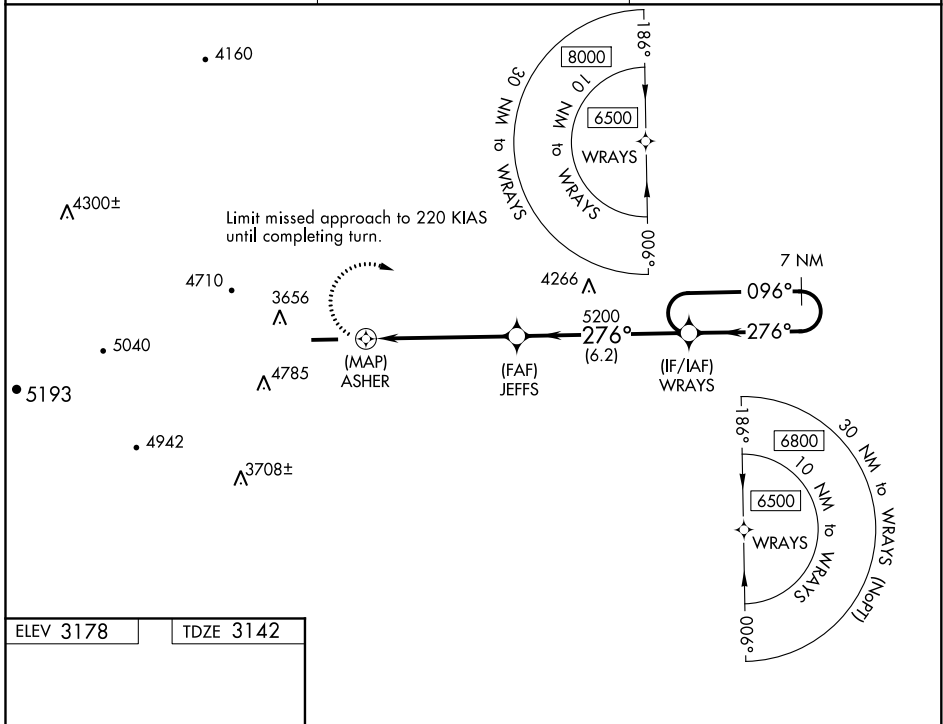 4160
186°
8000
30 NM to WRAYS
10 NM to WRAYS
6500
WRAYS
006°
4300±
Limit missed approach to 220 KIAS
until completing turn.
4710
3656
4266
7 NM
096°
5200
276°
(6.2)
276°
(MAP)
ASHER
(FAF)
JEFFS
(IF/IAF)
WRAYS
5040
4785
5193
4942
3708±
186°
6800
30 NM to WRAYS (NoPT)
10 NM to WRAYS
6500
WRAYS
006°
ELEV 3178
TDZE 3142